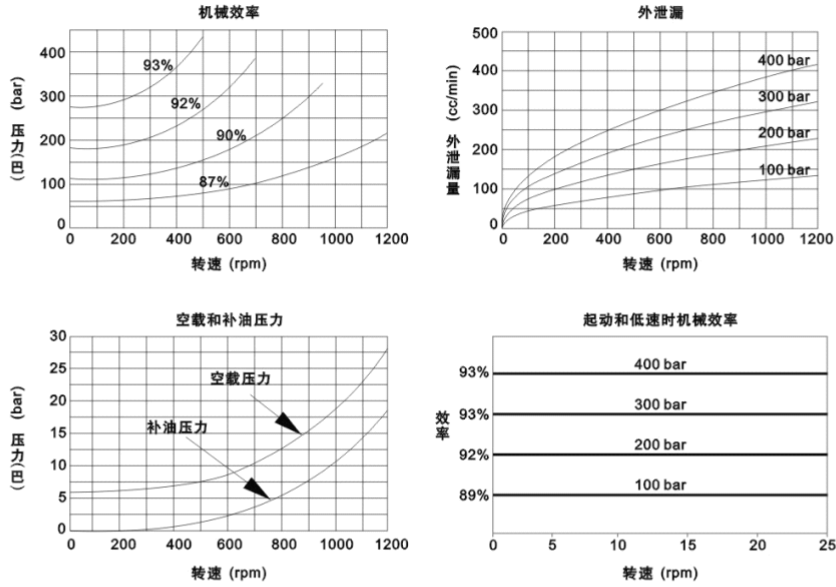 机械效率
压力(巴) (bar)
400
300
200
100
0
93%
92%
90%
87%
0 200 400 600 800 1000 1200
转速 (rpm)
外泄漏
外泄漏量 (cc/min)
500
400
300
200
100
0
400 bar
300 bar
200 bar
100 bar
0 200 400 600 800 1000 1200
转速 (rpm)
空载和补油压力
压力(巴) (bar)
30
25
20
15
10
5
0
空载压力
补油压力
0 200 400 600 800 1000 1200
转速 (rpm)
起动和低速时机械效率
效率
93%
400 bar
93%
300 bar
92%
200 bar
89%
100 bar
0 5 10 15 20 25
转速 (rpm)